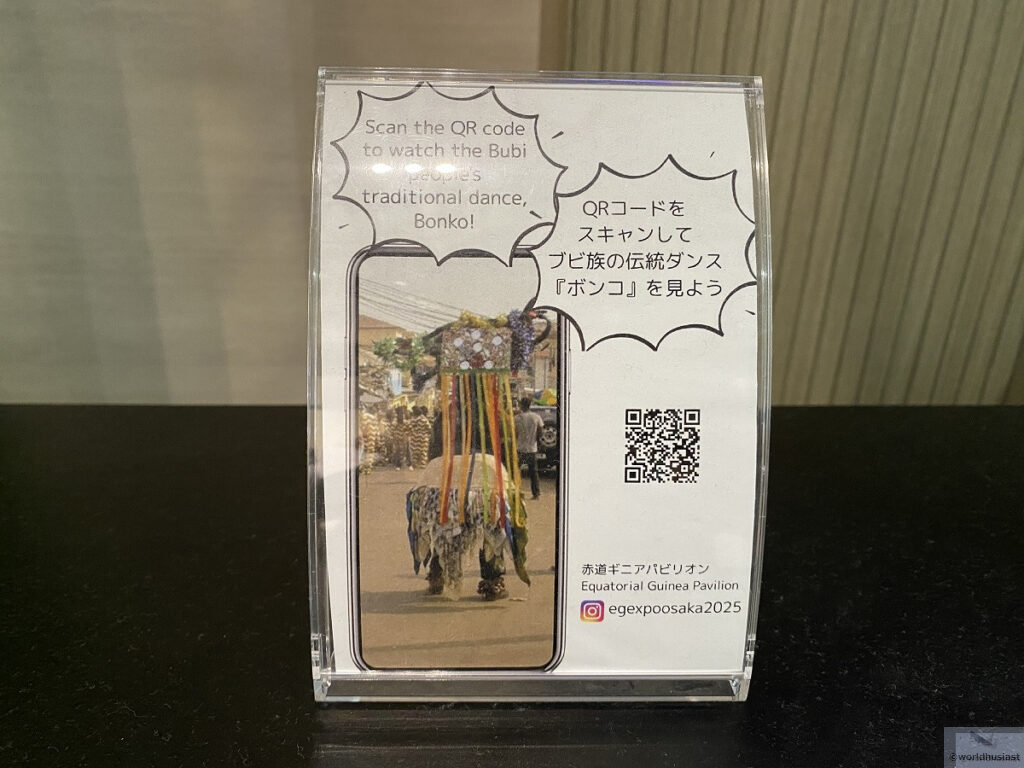 Scan the QR code
to watch the Bubi
people's
traditional dance,
Bonko!
QRコードを
スキャンして
ブビ族の伝統ダンス
『ボンコ』を見よう
赤道ギニアパビリオン
Equatorial Guinea Pavilion
egexpoosaka2025
© worldhusiast